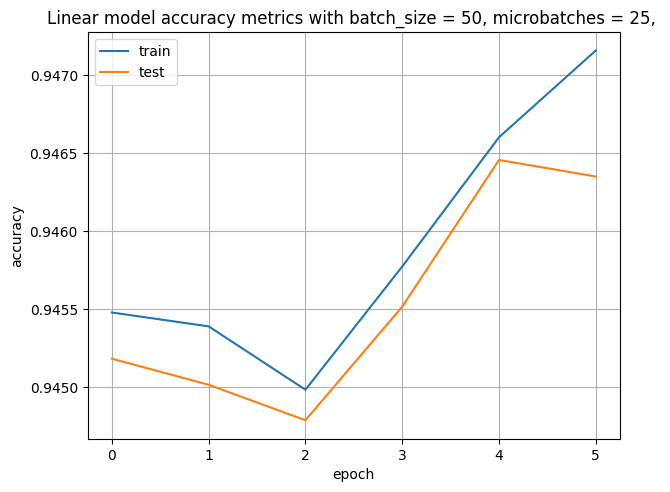 Linear model accuracy metrics with batch_size = 50, microbatches = 25,
train
test
0.9470
0.9465
0.9460
0.9455
0.9450
accuracy
0 1 2 3 4 5
epoch